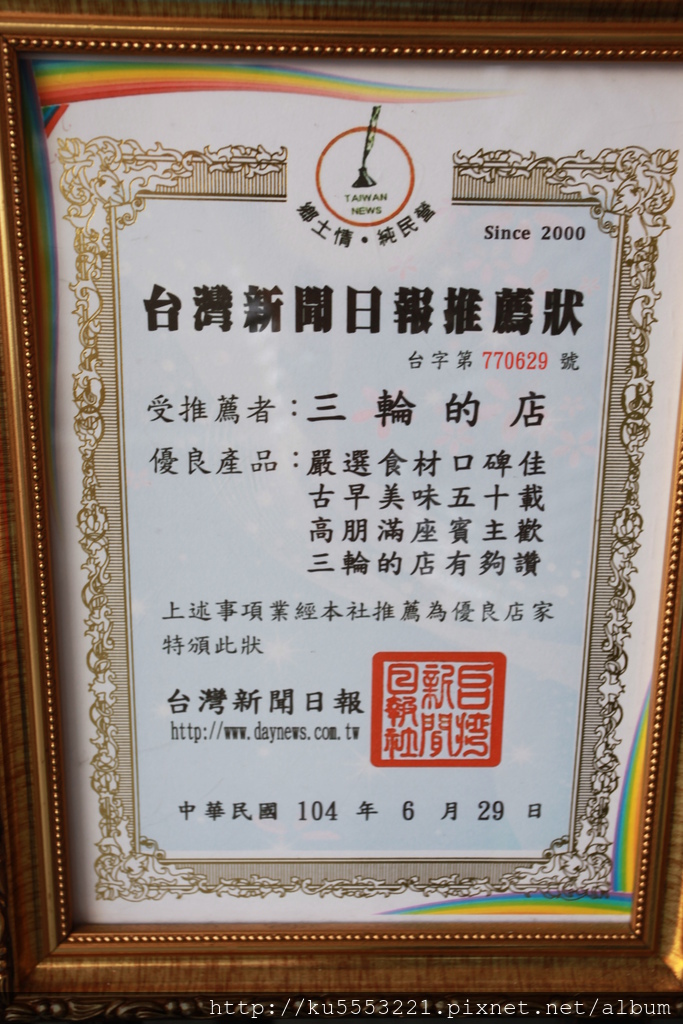 TAIWAN
NEWS
鄉土情・純民營
Since 2000
台灣新聞日報推薦狀
台字第 770629 號
受推薦者：三輪的店
優良產品：嚴選食材口碑佳
古早美味五十載
高朋滿座賓主歡
三輪的店有夠讚
上述事項業經本社推薦為優良店家
特頒此狀
台灣新聞日報
http://www.daynews.com.tw
台灣新聞日報社
中華民國 104 年 6 月 29 日
http://ku5553221.pixnet.net/album